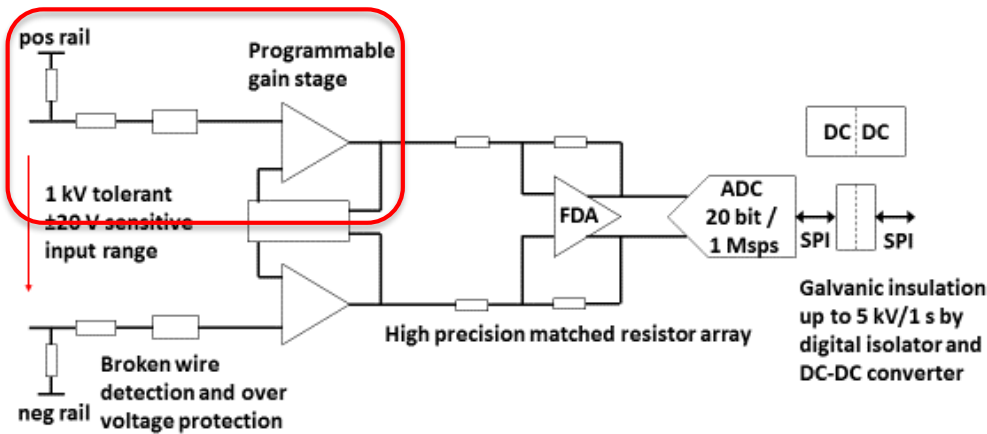 pos rail
Programmable
gain stage
DC DC
1 kV tolerant
±20 V sensitive
input range
FDA
ADC
20 bit /
1 Msps
SPI
SPI
Galvanic insulation
up to 5 kV/1 s by
digital isolator and
DC-DC converter
High precision matched resistor array
Broken wire
detection and over
voltage protection
neg rail